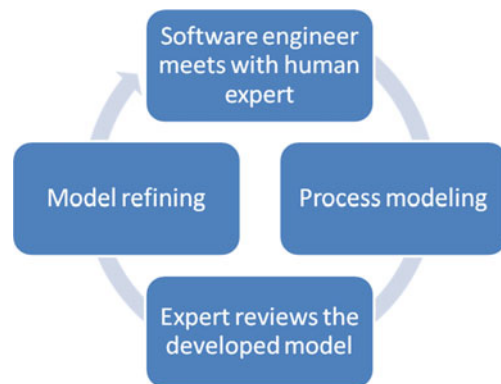 Software engineer
meets with human
expert
Model refining
Process modeling
Expert reviews the
developed model